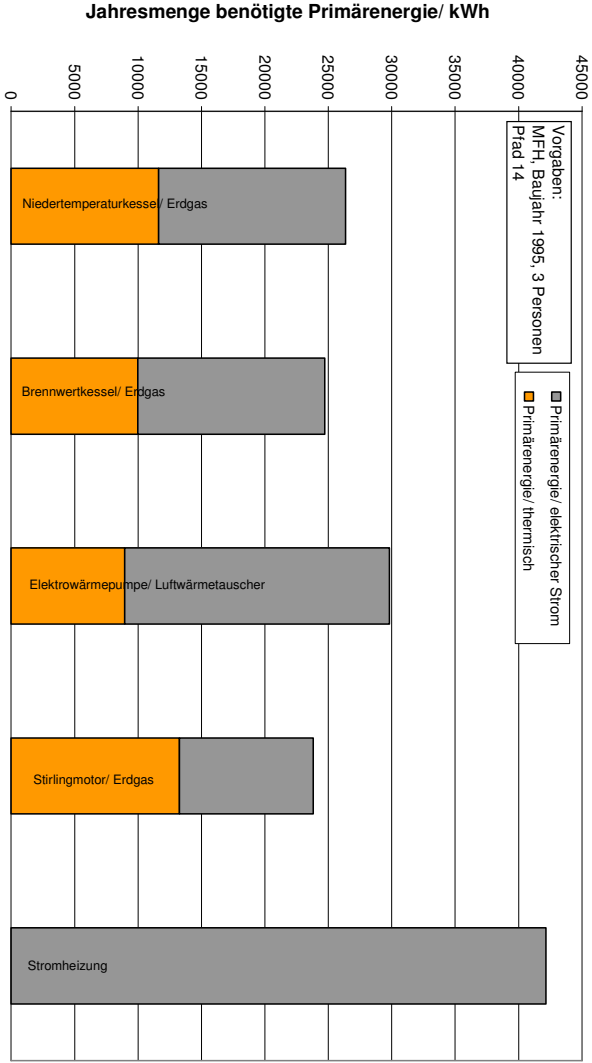 Jahresmenge benötigte Primärenergie/ kWh
45000
40000
35000
30000
25000
20000
15000
10000
5000
0
Vorgaben:
MFH, Baujahr 1995, 3 Personen
Pfad 14
Primärenergie/ elektrischer Strom
Primärenergie/ thermisch
Niedertemperaturkessel/ Erdgas
Brennwertkessel/ Erdgas
Elektrowärmepumpe/ Luftwärmetauscher
Stirlingmotor/ Erdgas
Stromheizung